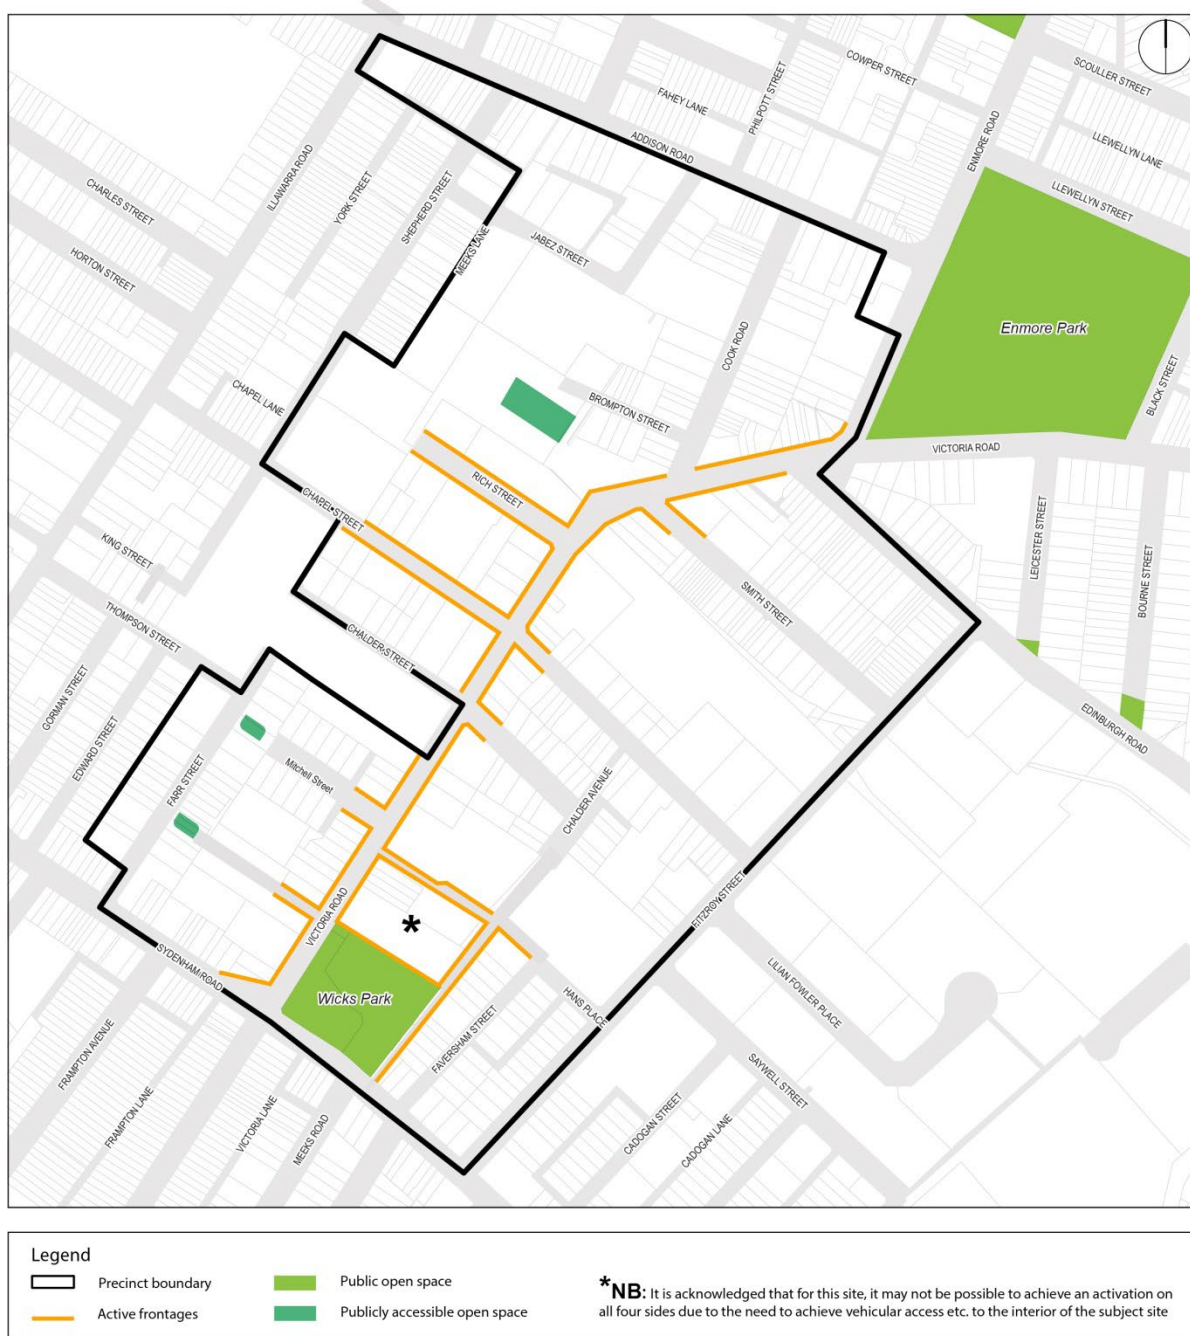 COWPER STREET
SCOULLER STREET
PHILPOTT STREET
FAHEY LANE
ENMORE ROAD
LLEWELLYN LANE
ADDISON ROAD
LLEWELLYN STREET
ILLAWARRA ROAD
CHARLES STREET
YORK STREET
SHEPHERD STREET
HORTON STREET
MEEKS LANE
JABEZ STREET
Enmore Park
COOK ROAD
BLACK STREET
CHAPEL LANE
BROMPTON STREET
VICTORIA ROAD
RICH STREET
CHAPEL STREET
LEICESTER STREET
KING STREET
BOURNE STREET
SMITH STREET
THOMPSON STREET
CHALDER STREET
GORMAN STREET
EDWARD STREET
EDINBURGH ROAD
Mitchell Street
FARR STREET
CHALDER AVENUE
FITZROY STREET
VICTORIA ROAD
*
SYDENHAM ROAD
LILIAN FOWLER PLACE
Wicks Park
HANS PLACE
FAVERSHAM STREET
FRAMPTON AVENUE
SAYWELL STREET
FRAMPTON LANE
VICTORIA LANE
MEEKS ROAD
CADOGAN STREET
CADOGAN LANE
Legend
Precinct boundary
Active frontages
Public open space
Publicly accessible open space
*NB: It is acknowledged that for this site, it may not be possible to achieve an activation on
all four sides due to the need to achieve vehicular access etc. to the interior of the subject site